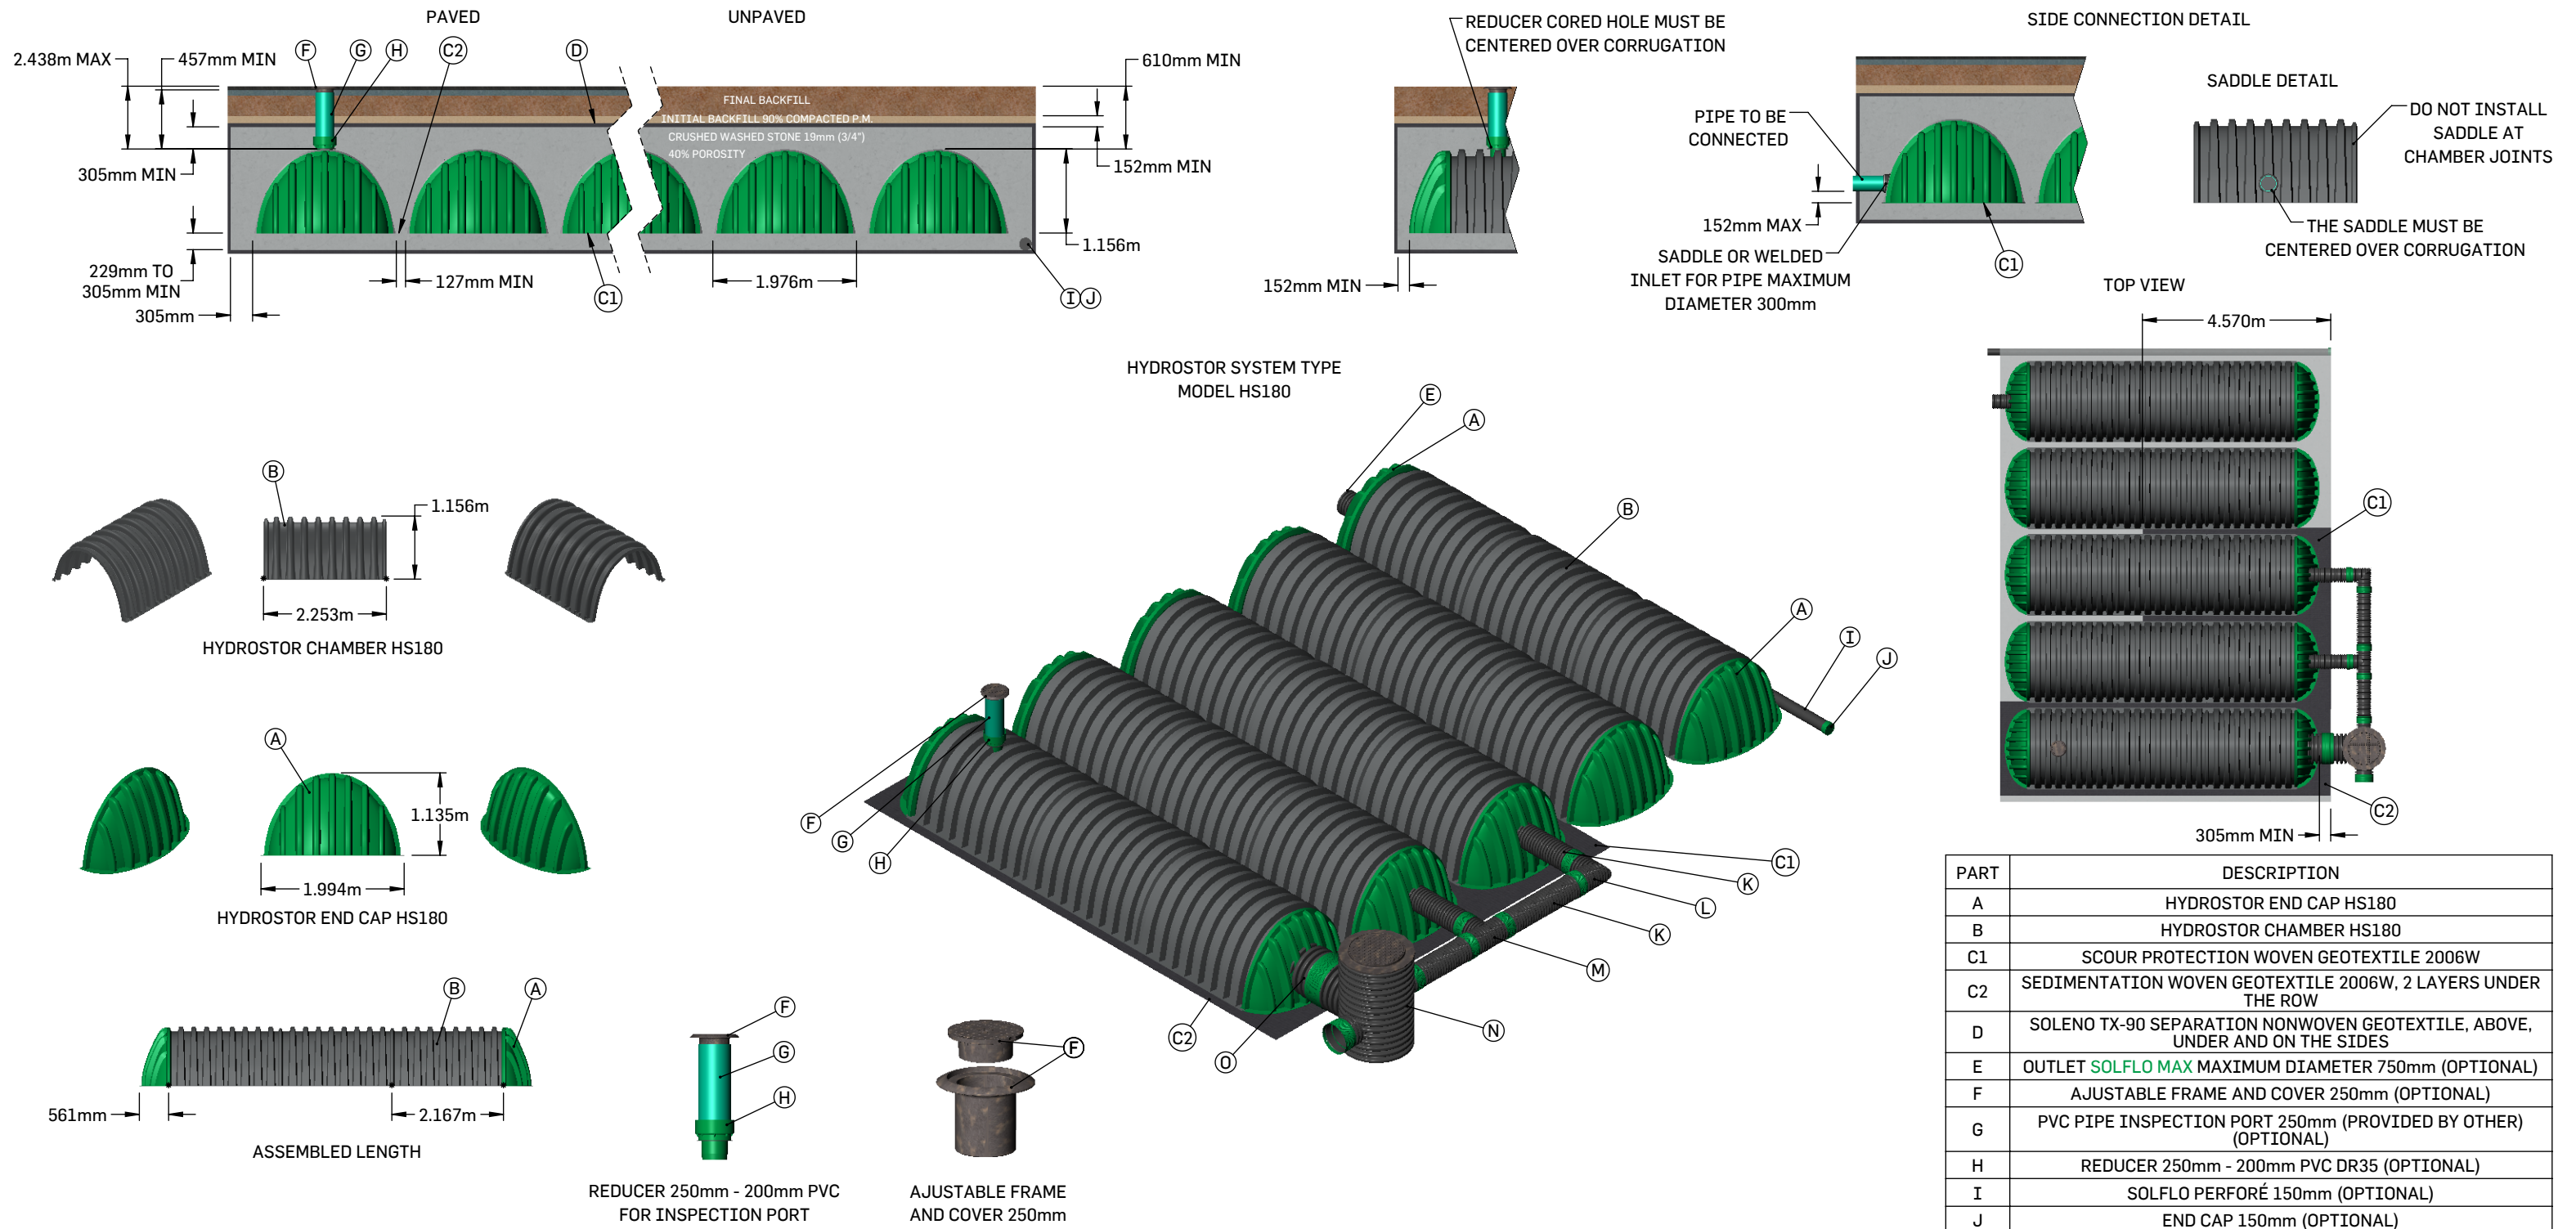 PAVED
UNPAVED
F
G
H
C2
D
2.438m MAX
457mm MIN
610mm MIN
FINAL BACKFILL
INITIAL BACKFILL 90% COMPACTED P.M.
CRUSHED WASHED STONE 19mm (3/4")
40% POROSITY
305mm MIN
152mm MIN
1.156m
229mm TO
305mm MIN
305mm
127mm MIN
C1
1.976m
I
J
REDUCER CORED HOLE MUST BE
CENTERED OVER CORRUGATION
152mm MIN
SIDE CONNECTION DETAIL
PIPE TO BE
CONNECTED
152mm MAX
SADDLE OR WELDED
INLET FOR PIPE MAXIMUM
DIAMETER 300mm
C1
SADDLE DETAIL
DO NOT INSTALL
SADDLE AT
CHAMBER JOINTS
THE SADDLE MUST BE
CENTERED OVER CORRUGATION
TOP VIEW
4.570m
C1
C2
305mm MIN
HYDROSTOR SYSTEM TYPE
MODEL HS180
E
A
B
A
I
J
F
G
H
C1
K
L
K
M
N
C2
O
B
1.156m
2.253m
HYDROSTOR CHAMBER HS180
A
1.135m
1.994m
HYDROSTOR END CAP HS180
B
A
561mm
2.167m
ASSEMBLED LENGTH
F
G
H
REDUCER 250mm - 200mm PVC
FOR INSPECTION PORT
F
AJUSTABLE FRAME
AND COVER 250mm
PART DESCRIPTION
A HYDROSTOR END CAP HS180
B HYDROSTOR CHAMBER HS180
C1 SCOUR PROTECTION WOVEN GEOTEXTILE 2006W
C2 SEDIMENTATION WOVEN GEOTEXTILE 2006W, 2 LAYERS UNDER
THE ROW
D SOLENO TX-90 SEPARATION NONWOVEN GEOTEXTILE, ABOVE,
UNDER AND ON THE SIDES
E OUTLET SOLFLO MAX MAXIMUM DIAMETER 750mm (OPTIONAL)
F AJUSTABLE FRAME AND COVER 250mm (OPTIONAL)
G PVC PIPE INSPECTION PORT 250mm (PROVIDED BY OTHER)
(OPTIONAL)
H REDUCER 250mm - 200mm PVC DR35 (OPTIONAL)
I SOLFLO PERFORÉ 150mm (OPTIONAL)
J END CAP 150mm (OPTIONAL)